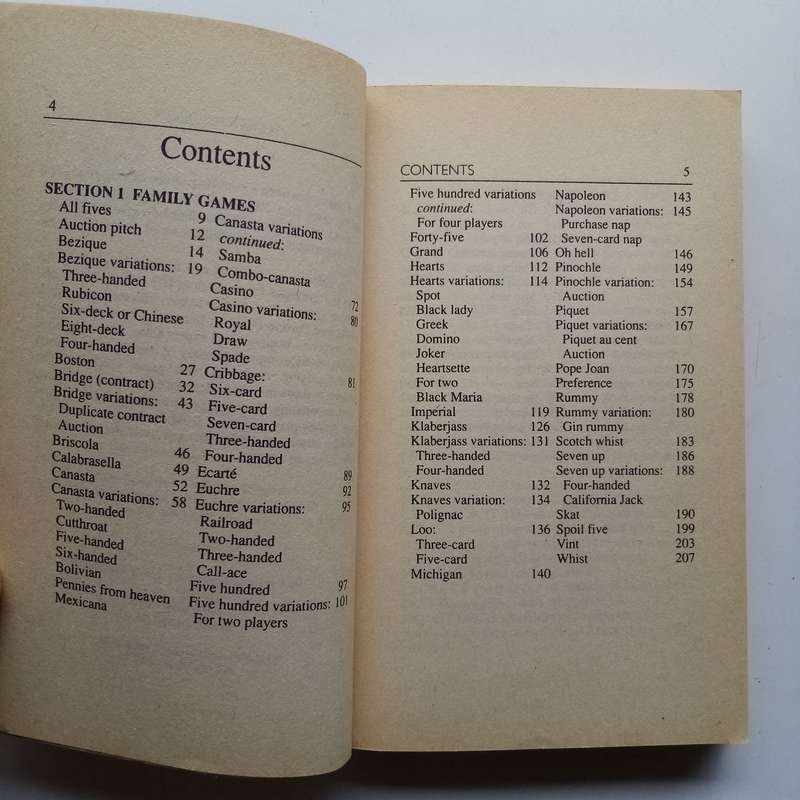 4
Contents
SECTION 1 FAMILY GAMES
All fives 9
Auction pitch 12
Bezique 14
Bezique variations: 19
Three-handed
Rubicon
Six-deck or Chinese
Eight-deck
Four-handed
Boston 27
Bridge (contract) 32
Bridge variations: 43
Duplicate contract
Auction
Briscola 46
Calabrasella 49
Canasta 52
Canasta variations: 58
Two-handed
Cutthroat
Five-handed
Six-handed
Bolivian
Pennies from heaven
Mexicana
Canasta variations
continued:
Samba
Combo-canasta
Casino 72
Casino variations: 80
Royal
Draw
Spade
Cribbage: 81
Six-card
Five-card
Seven-card
Three-handed
Four-handed
Ecarté 89
Euchre 92
Euchre variations: 95
Railroad
Two-handed
Three-handed
Call-ace
Five hundred 97
Five hundred variations: 101
For two players
CONTENTS 5
Five hundred variations
continued:
For four players
Forty-five 102
Grand 106
Hearts 112
Hearts variations: 114
Spot
Black lady
Greek
Domino
Joker
Heartsette
For two
Black Maria
Imperial 119
Klaberjass 126
Klaberjass variations: 131
Three-handed
Four-handed
Knaves 132
Knaves variation: 134
Polignac
Loo: 136
Three-card
Five-card
Michigan 140
Napoleon 143
Napoleon variations: 145
Purchase nap
Seven-card nap
Oh hell 146
Pinochle 149
Pinochle variation: 154
Auction
Piquet 157
Piquet variations: 167
Piquet au cent
Auction
Pope Joan 170
Preference 175
Rummy 178
Rummy variation: 180
Gin rummy
Scotch whist 183
Seven up 186
Seven up variations: 188
Four-handed
California Jack
Skat 190
Spoil five 199
Vint 203
Whist 207